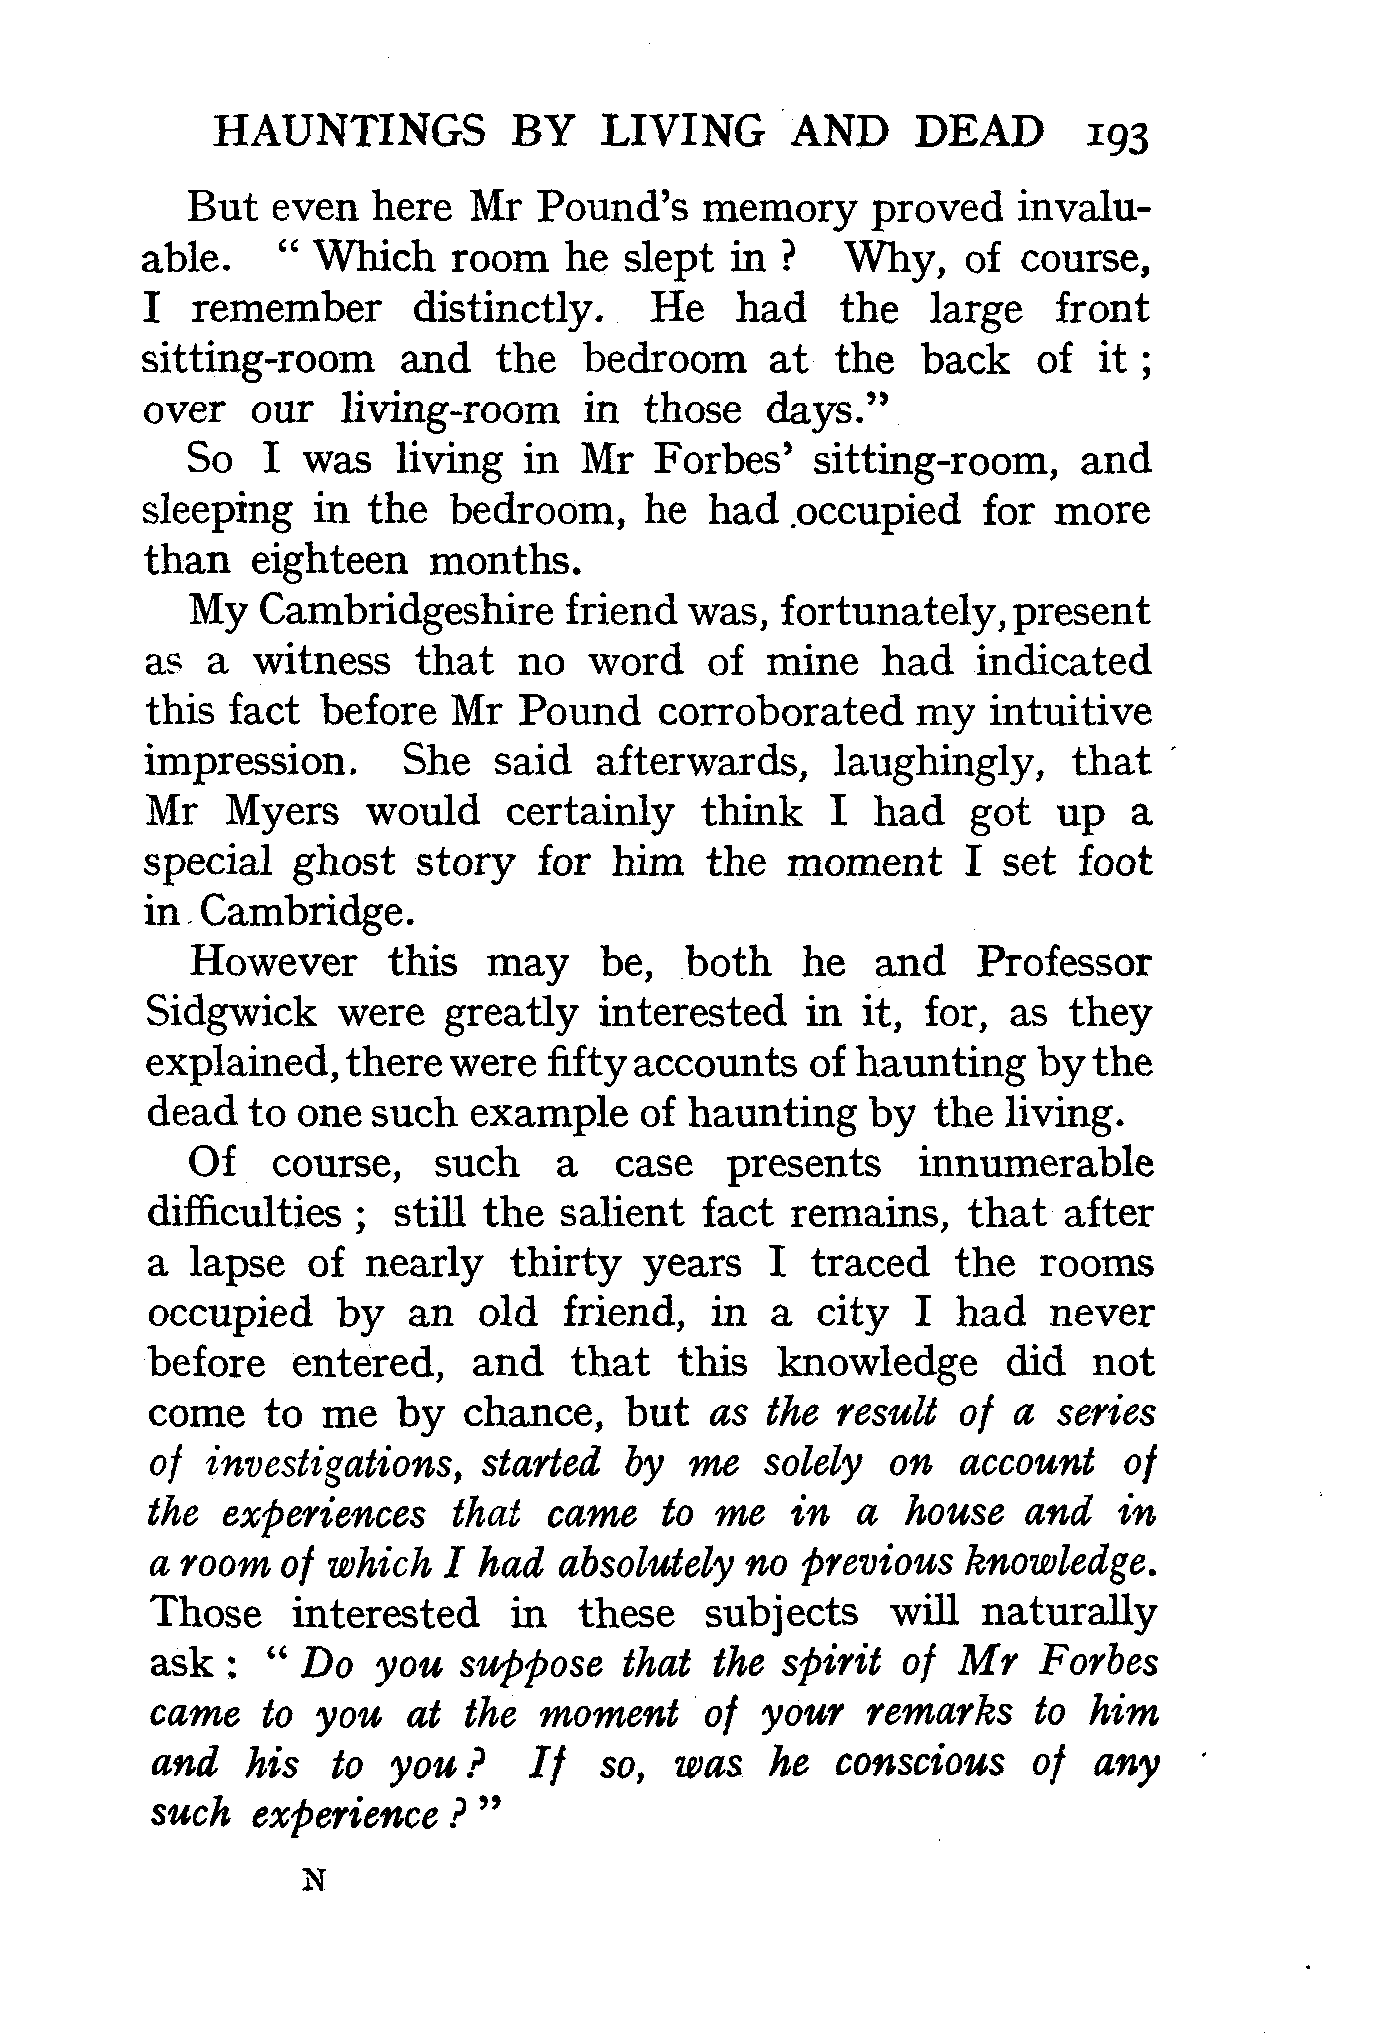 HAUNTINGS BY LIVING AND DEAD 193
But even here Mr Pound's memory proved invalu-
able. “ Which room he slept in ? Why, of course,
I remember distinctly. He had the large front
sitting-room and the bedroom at the back of it ;
over our living-room in those days.”
So I was living in Mr Forbes' sitting-room, and
sleeping in the bedroom, he had occupied for more
than eighteen months.
My Cambridgeshire friend was, fortunately, present
as a witness that no word of mine had indicated
this fact before Mr Pound corroborated my intuitive
impression. She said afterwards, laughingly, that
Mr Myers would certainly think I had got up a
special ghost story for him the moment I set foot
in Cambridge.
However this may be, both he and Professor
Sidgwick were greatly interested in it, for, as they
explained, there were fifty accounts of haunting by the
dead to one such example of haunting by the living.
Of course, such a case presents innumerable
difficulties ; still the salient fact remains, that after
a lapse of nearly thirty years I traced the rooms
occupied by an old friend, in a city I had never
before entered, and that this knowledge did not
come to me by chance, but as the result of a series
of investigations, started by me solely on account of
the experiences that came to me in a house and in
a room of which I had absolutely no previous knowledge.
Those interested in these subjects will naturally
ask : “ Do you suppose that the spirit of Mr Forbes
came to you at the moment of your remarks to him
and his to you ? If so, was he conscious of any
such experience ? ”
N